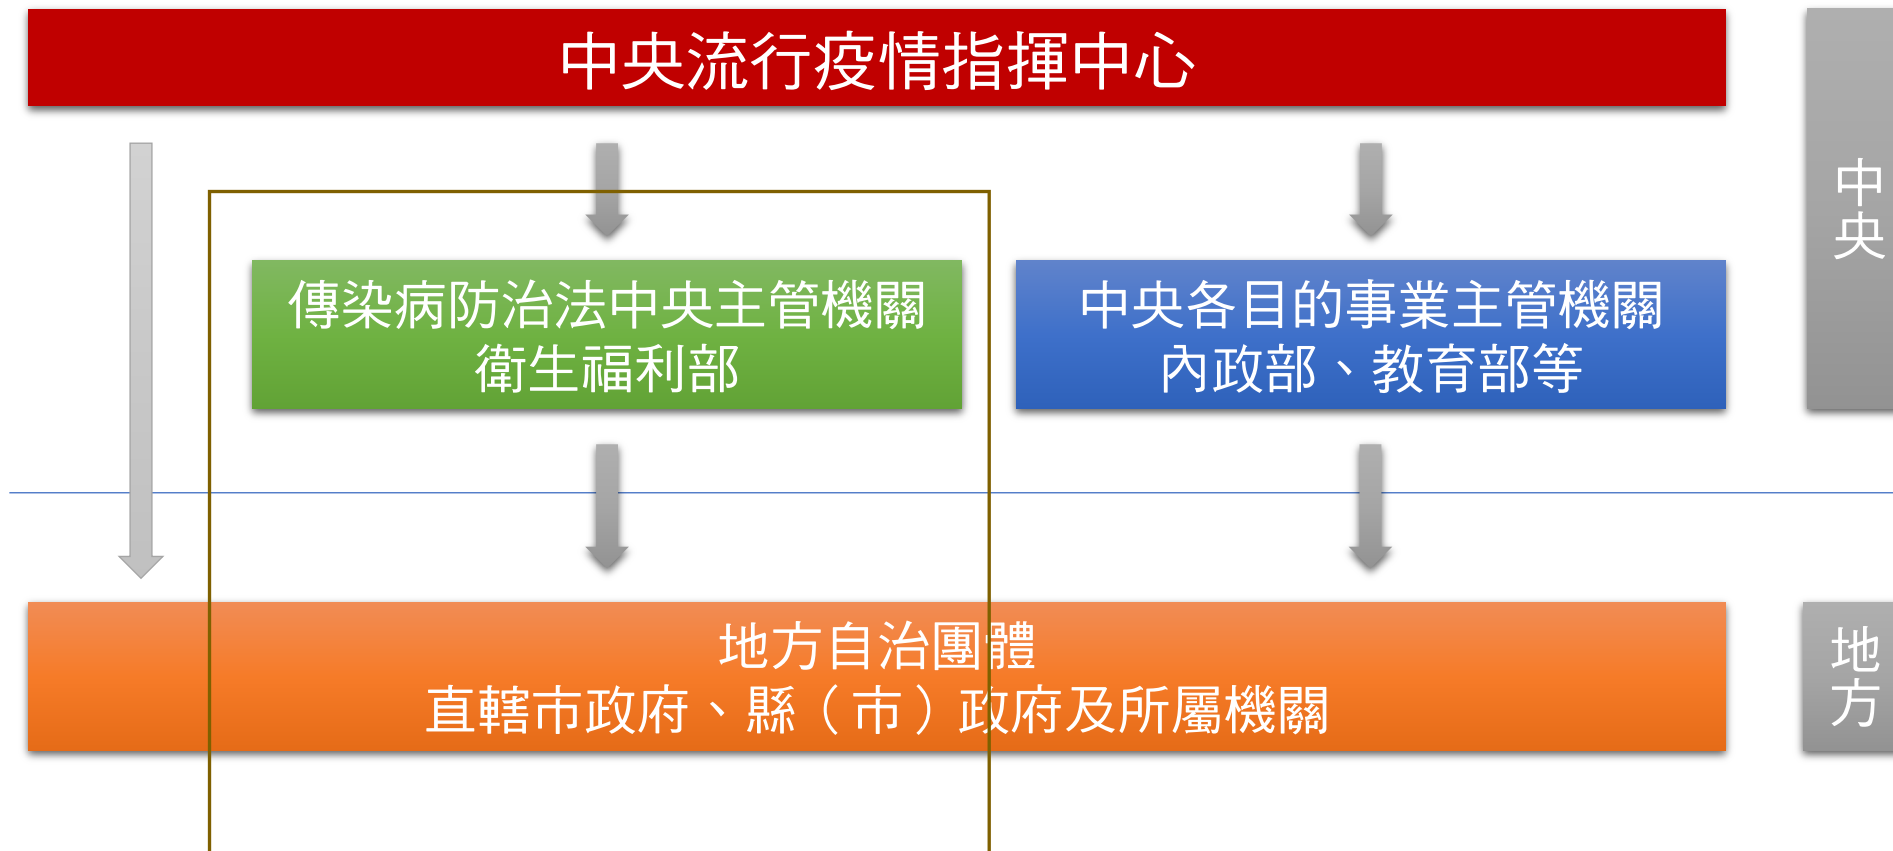 中央流行疫情指揮中心
中央
傳染病防治法中央主管機關
衛生福利部
中央各目的事業主管機關
內政部、教育部等
地方自治團體
直轄市政府、縣（市）政府及所屬機關
地方